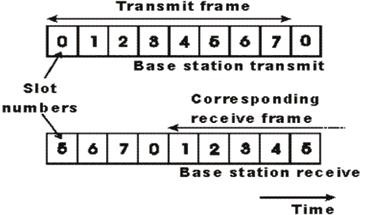 Transmit frame
0 1 2 3 4 5 6 7 0
Base station transmit
Slot
numbers
Corresponding
receive frame
5 6 7 0 1 2 3 4 5
Base station receive
Time